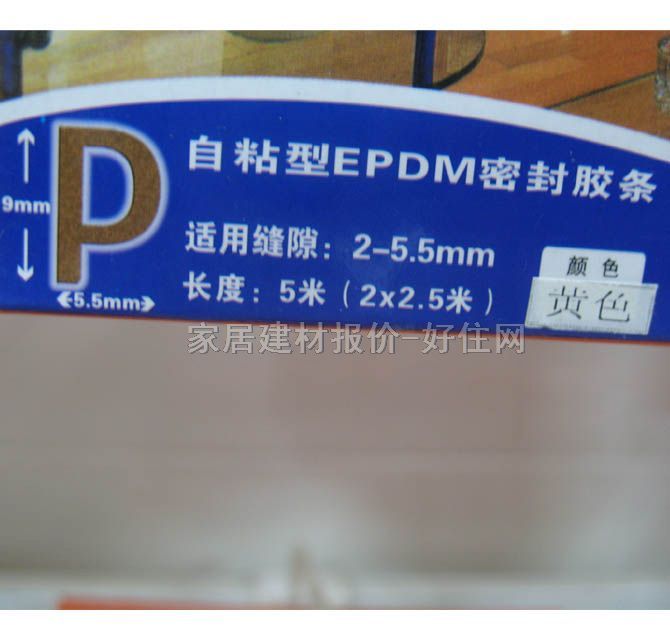 P
9mm
5.5mm
自粘型EPDM密封胶条
适用缝隙：2-5.5mm
长度：5米（2x2.5米）
颜色
黄色
家居建材报价-好住网